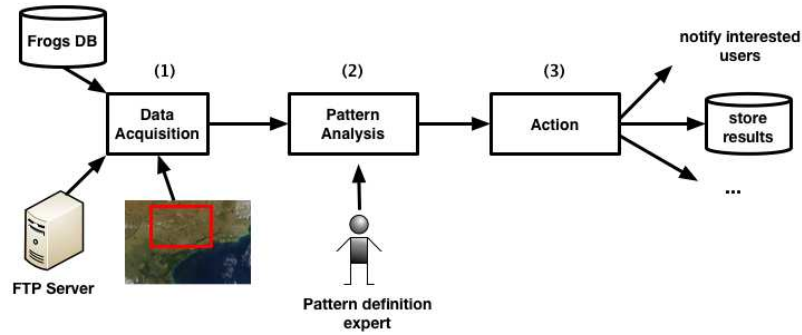 Frogs DB
(1)
(2)
(3)
notify interested
users
Data
Acquisition
Pattern
Analysis
Action
store
results
...
FTP Server
Pattern definition
expert